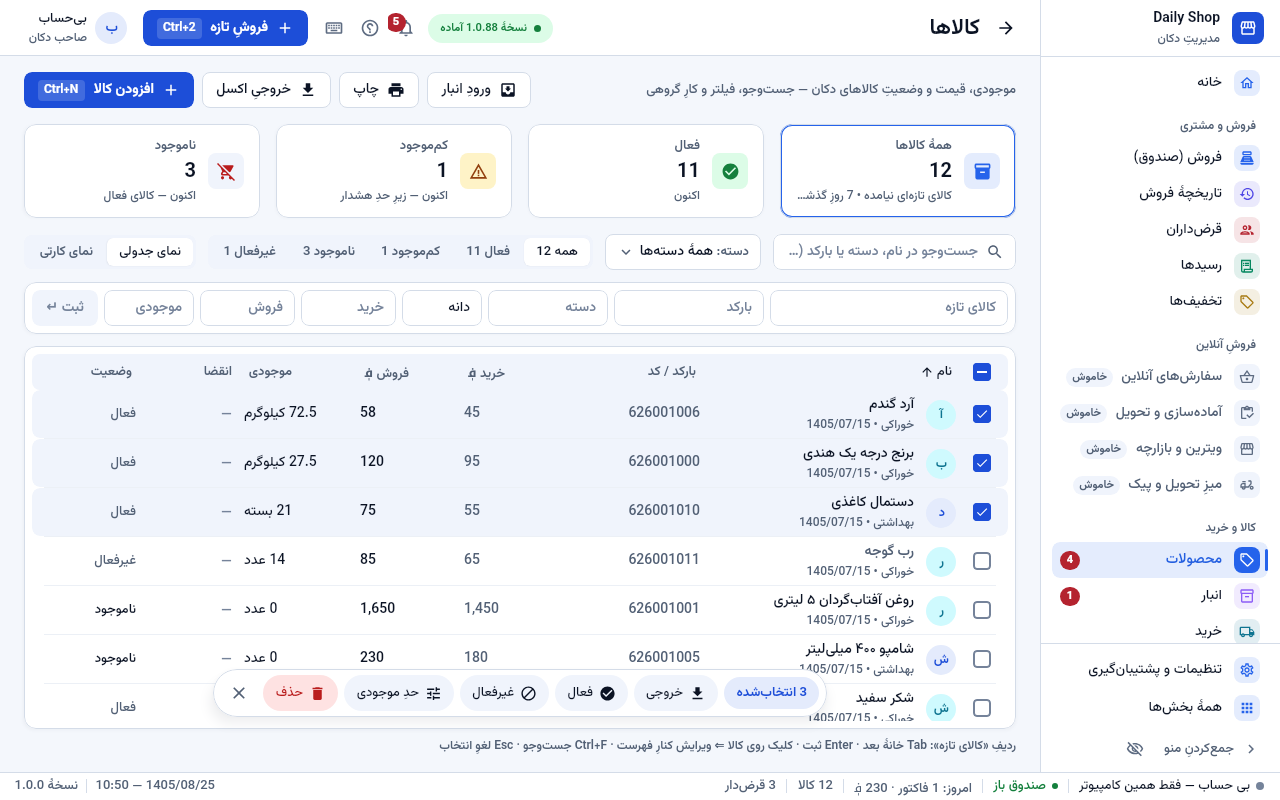 Daily Shop
مدیریتِ دکان
خانه
فروش و مشتری
فروش (صندوق)
تاریخچهٔ فروش
قرض‌داران
رسیدها
تخفیف‌ها
فروشِ آنلاین
سفارش‌های آنلاین خاموش
آماده‌سازی و تحویل خاموش
ویترین و بازارچه خاموش
میزِ تحویل و پیک خاموش
کالا و خرید
محصولات 4
انبار 1
خرید
تنظیمات و پشتیبان‌گیری
همهٔ بخش‌ها
جمع‌کردنِ منو
کالاها
نسخهٔ 1.0.88 آماده
5
فروشِ تازه Ctrl+2
ب
بی‌حساب
صاحب دکان
موجودی، قیمت و وضعیتِ کالاهای دکان — جست‌وجو، فیلتر و کارِ گروهی
ورودِ انبار
چاپ
خروجیِ اکسل
افزودن کالا Ctrl+N
همهٔ کالاها
12
کالای تازه‌ای نیامده • 7 روزِ گذشـ...
فعال
11
اکنون
کم‌موجود
1
اکنون — زیرِ حدِ هشدار
ناموجود
3
اکنون — کالای فعال
جست‌وجو در نام، دسته یا بارکد (...
دسته: همهٔ دسته‌ها
همه 12
فعال 11
کم‌موجود 1
ناموجود 3
غیرفعال 1
نمای جدولی
نمای کارتی
کالای تازه
بارکد
دسته
دانه
خرید
فروش
موجودی
ثبت ↵
نام ↑ بارکد / کد خرید ؋ فروش ؋ موجودی انقضا وضعیت
آ آرد گندم 626001006 45 58 72.5 کیلوگرم — فعال
خوراکی • 1405/07/15
ب برنج درجه یک هندی 626001000 95 120 27.5 کیلوگرم — فعال
خوراکی • 1405/07/15
د دستمال کاغذی 626001010 55 75 21 بسته — فعال
بهداشتی • 1405/07/15
ر رب گوجه 626001011 65 85 14 عدد — غیرفعال
خوراکی • 1405/07/15
ر روغن آفتاب‌گردان ۵ لیتری 626001001 1,450 1,650 0 عدد — ناموجود
خوراکی • 1405/07/15
ش شامپو ۴۰۰ میلی‌لیتر 626001005 180 230 0 عدد — ناموجود
بهداشتی • 1405/07/15
ش شکر سفید فعال
خوراکی • 1405/07/15
3 انتخاب‌شده
خروجی
فعال
غیرفعال
حدِ موجودی
حذف
ردیفِ «کالای تازه»: Tab خانهٔ بعد · Enter ثبت · کلیک روی کالا ⇐ ویرایش کنارِ فهرست · Ctrl+F جست‌وجو · Esc لغوِ انتخاب
بی حساب — فقط همین کامپیوتر
صندوق باز
امروز: 1 فاکتور · 230 ؋
12 کالا
3 قرض‌دار
1405/08/25 — 10:50
نسخهٔ 1.0.0